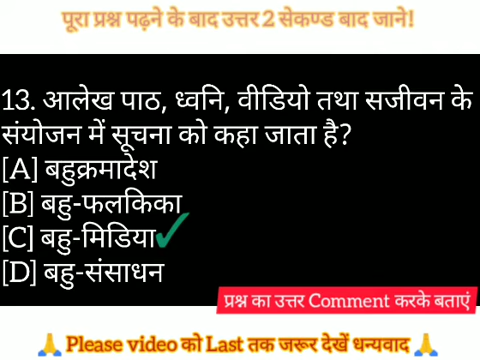 पूरा प्रश्न पढ़ने के बाद उत्तर 2 सेकण्ड बाद जाने!
13. आलेख पाठ, ध्वनि, वीडियो तथा सजीवन के
संयोजन में सूचना को कहा जाता है?
[A] बहुक्रमादेश
[B] बहु-फलकिका
[C] बहु-मिडिया
[D] बहु-संसाधन
प्रश्न का उत्तर Comment करके बताएं
🙏 Please video को Last तक जरूर देखें धन्यवाद 🙏